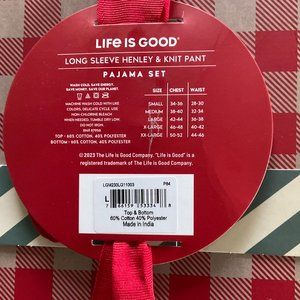 LIFE IS GOOD®
LONG SLEEVE HENLEY & KNIT PANT
PAJAMA SET
WASH COLD. SAVE ENERGY.
SAVE MONEY. SAVE OUR PLANET.
MACHINE WASH COLD WITH LIKE
COLORS, DELICATE CYCLE. USE
NON-CHLORINE BLEACH
WHEN NEEDED, TUMBLE DRY LOW.
DO NOT IRON.
RN# 67056
TOP - 60% COTTON, 40% POLYESTER
BOTTOM - 60% COTTON, 40% POLYESTER
SIZE CHEST WAIST
SMALL 34-36 28-30
MEDIUM 38-40 32-34
LARGE 42-44 36-38
X-LARGE 46-48 40-42
XX-LARGE 50-52 44-46
©2023 The Life is Good Company. "Life is Good" is a
registered trademark of The Life is Good Company.
P84
L
Top & Bottom
60% Cotton 40% Polyester
Made in India